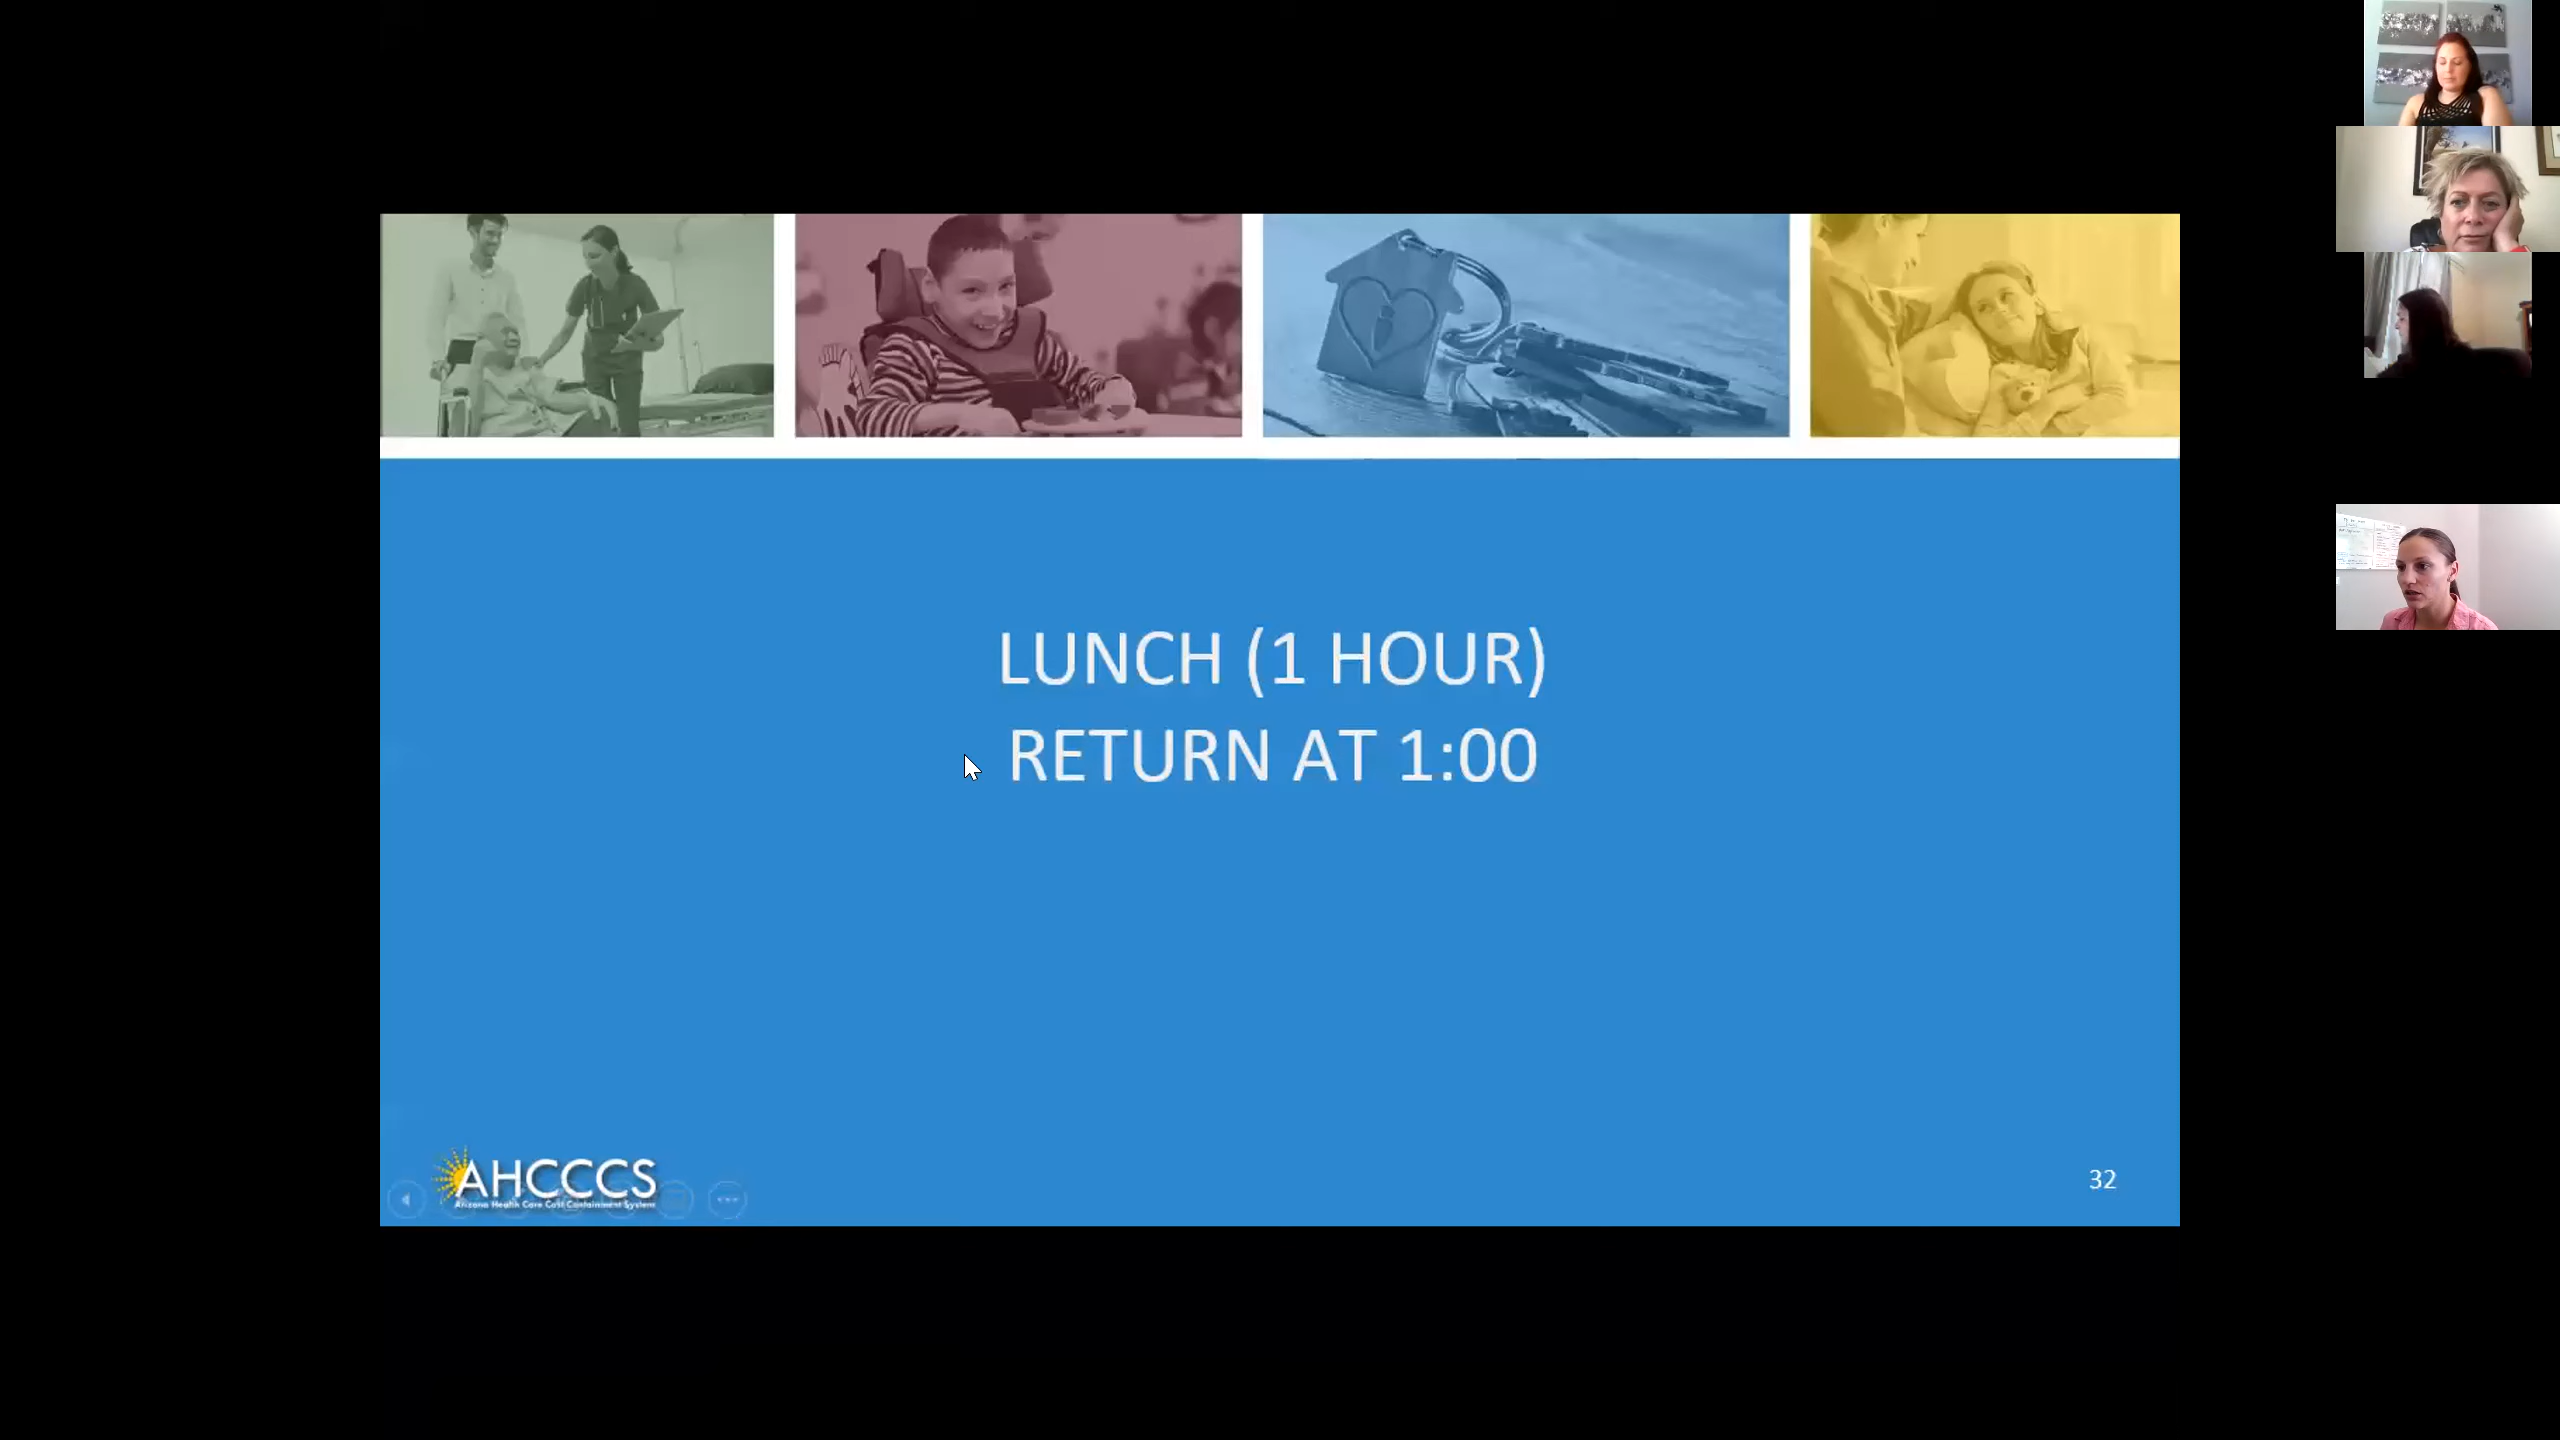 LUNCH (1 HOUR)
RETURN AT 1:00
AHCCCS
Arizona Health Care Cost Containment System
32